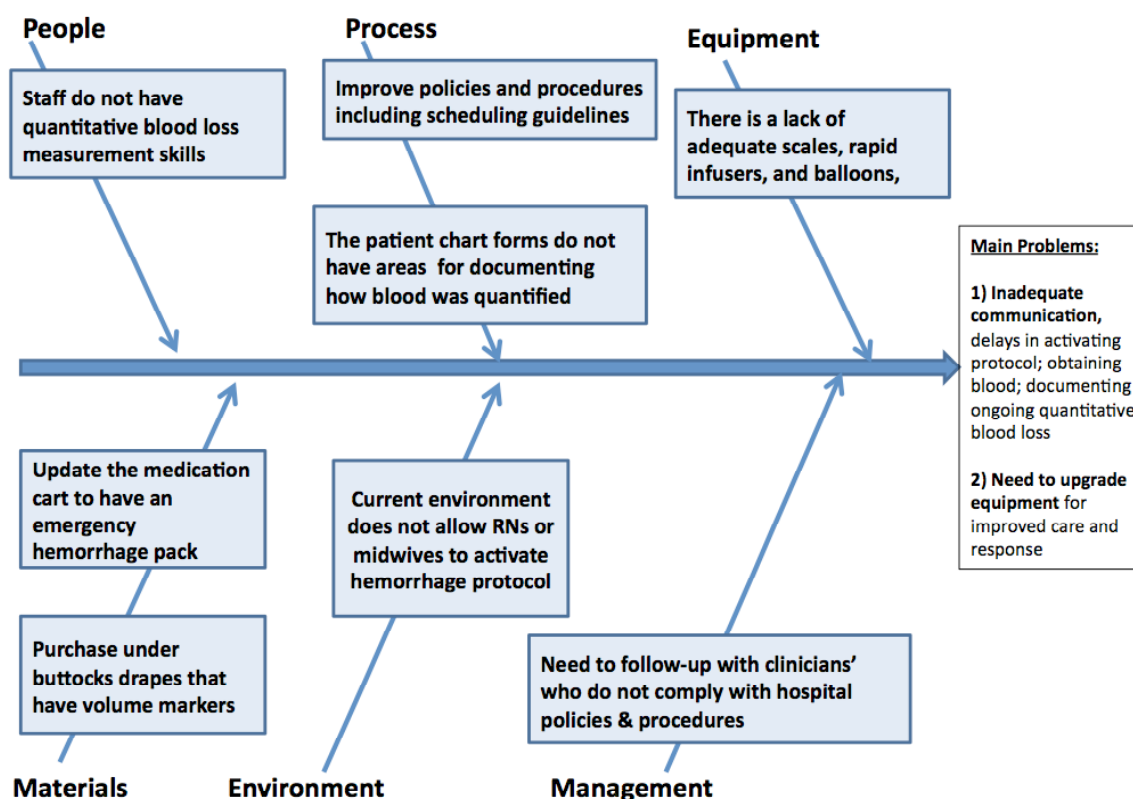 People
Staff do not have
quantitative blood loss
measurement skills
Process
Improve policies and procedures
including scheduling guidelines
The patient chart forms do not
have areas for documenting
how blood was quantified
Equipment
There is a lack of
adequate scales, rapid
infusers, and balloons,
Main Problems:
1) Inadequate
communication,
delays in activating
protocol; obtaining
blood; documenting
ongoing quantitative
blood loss
2) Need to upgrade
equipment for
improved care and
response
Update the medication
cart to have an
emergency
hemorrhage pack
Purchase under
buttocks drapes that
have volume markers
Materials
Current environment
does not allow RNs or
midwives to activate
hemorrhage protocol
Environment
Need to follow-up with clinicians’
who do not comply with hospital
policies & procedures
Management